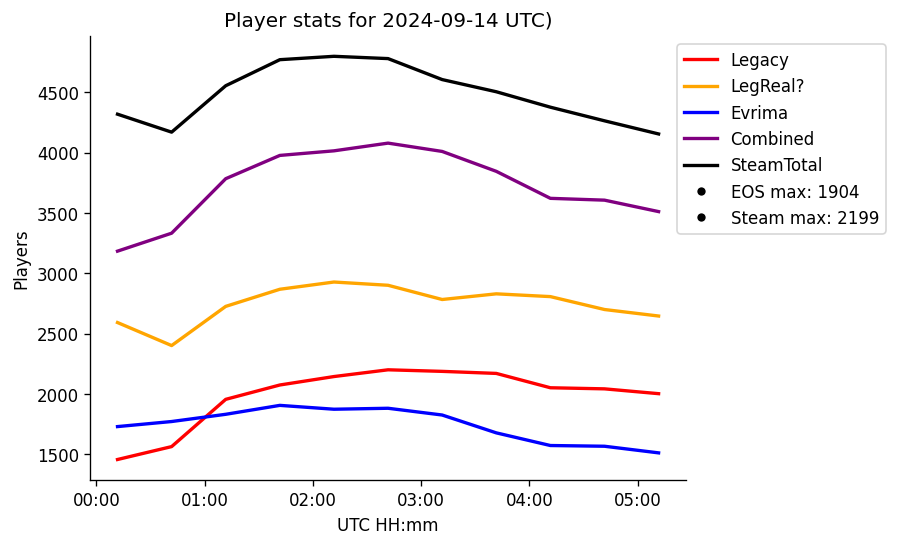 Player stats for 2024-09-14 UTC)
Players
4500
4000
3500
3000
2500
2000
1500
00:00 01:00 02:00 03:00 04:00 05:00
UTC HH:mm
Legacy
LegReal?
Evrima
Combined
SteamTotal
EOS max: 1904
Steam max: 2199